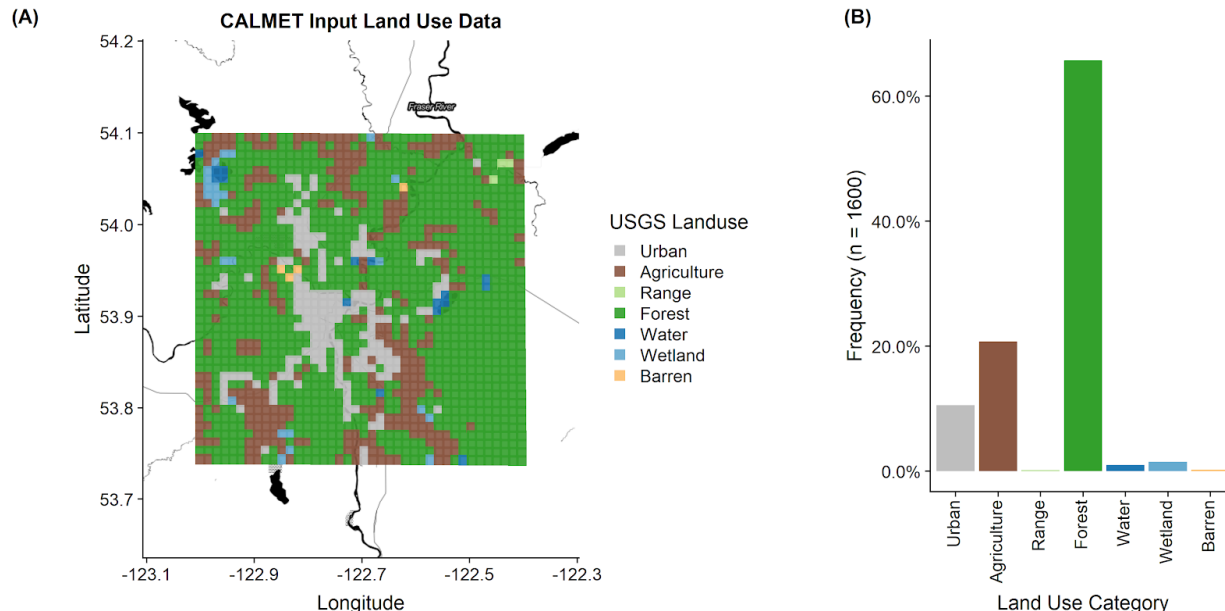 (A)
CALMET Input Land Use Data
54.2
54.1
54.0
53.9
53.8
53.7
Latitude
Fraser River
-123.1
-122.9
-122.7
-122.5
-122.3
Longitude
USGS Landuse
Urban
Agriculture
Range
Forest
Water
Wetland
Barren
(B)
60.0%
40.0%
20.0%
0.0%
Frequency (n = 1600)
Urban
Agriculture
Range
Forest
Water
Wetland
Barren
Land Use Category